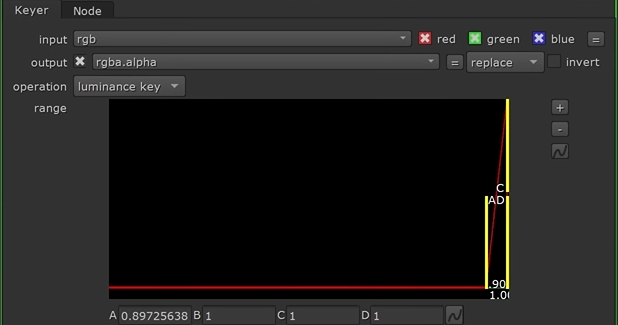 Keyer Node
input rgb red green blue =
output rgba.alpha = replace invert
operation luminance key
range
+
-
C
AD
.90
1.00
A 0.89725638 B 1 C 1 D 1